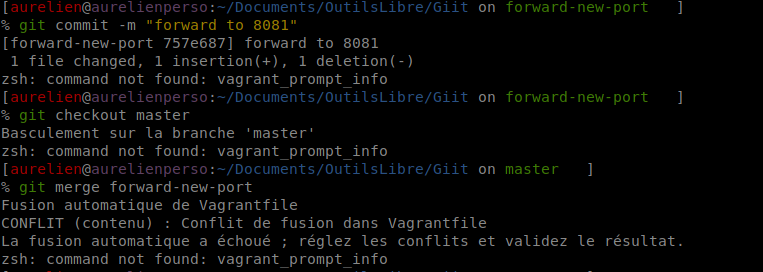 [aurelien@aurelienperso:~/Documents/OutilsLibre/Giit on forward-new-port   ]
% git commit -m "forward to 8081"
[forward-new-port 757e687] forward to 8081
 1 file changed, 1 insertion(+), 1 deletion(-)
zsh: command not found: vagrant_prompt_info
[aurelien@aurelienperso:~/Documents/OutilsLibre/Giit on forward-new-port   ]
% git checkout master
Basculement sur la branche 'master'
zsh: command not found: vagrant_prompt_info
[aurelien@aurelienperso:~/Documents/OutilsLibre/Giit on master   ]
% git merge forward-new-port
Fusion automatique de Vagrantfile
CONFLIT (contenu) : Conflit de fusion dans Vagrantfile
La fusion automatique a échoué ; réglez les conflits et validez le résultat.
zsh: command not found: vagrant_prompt_info